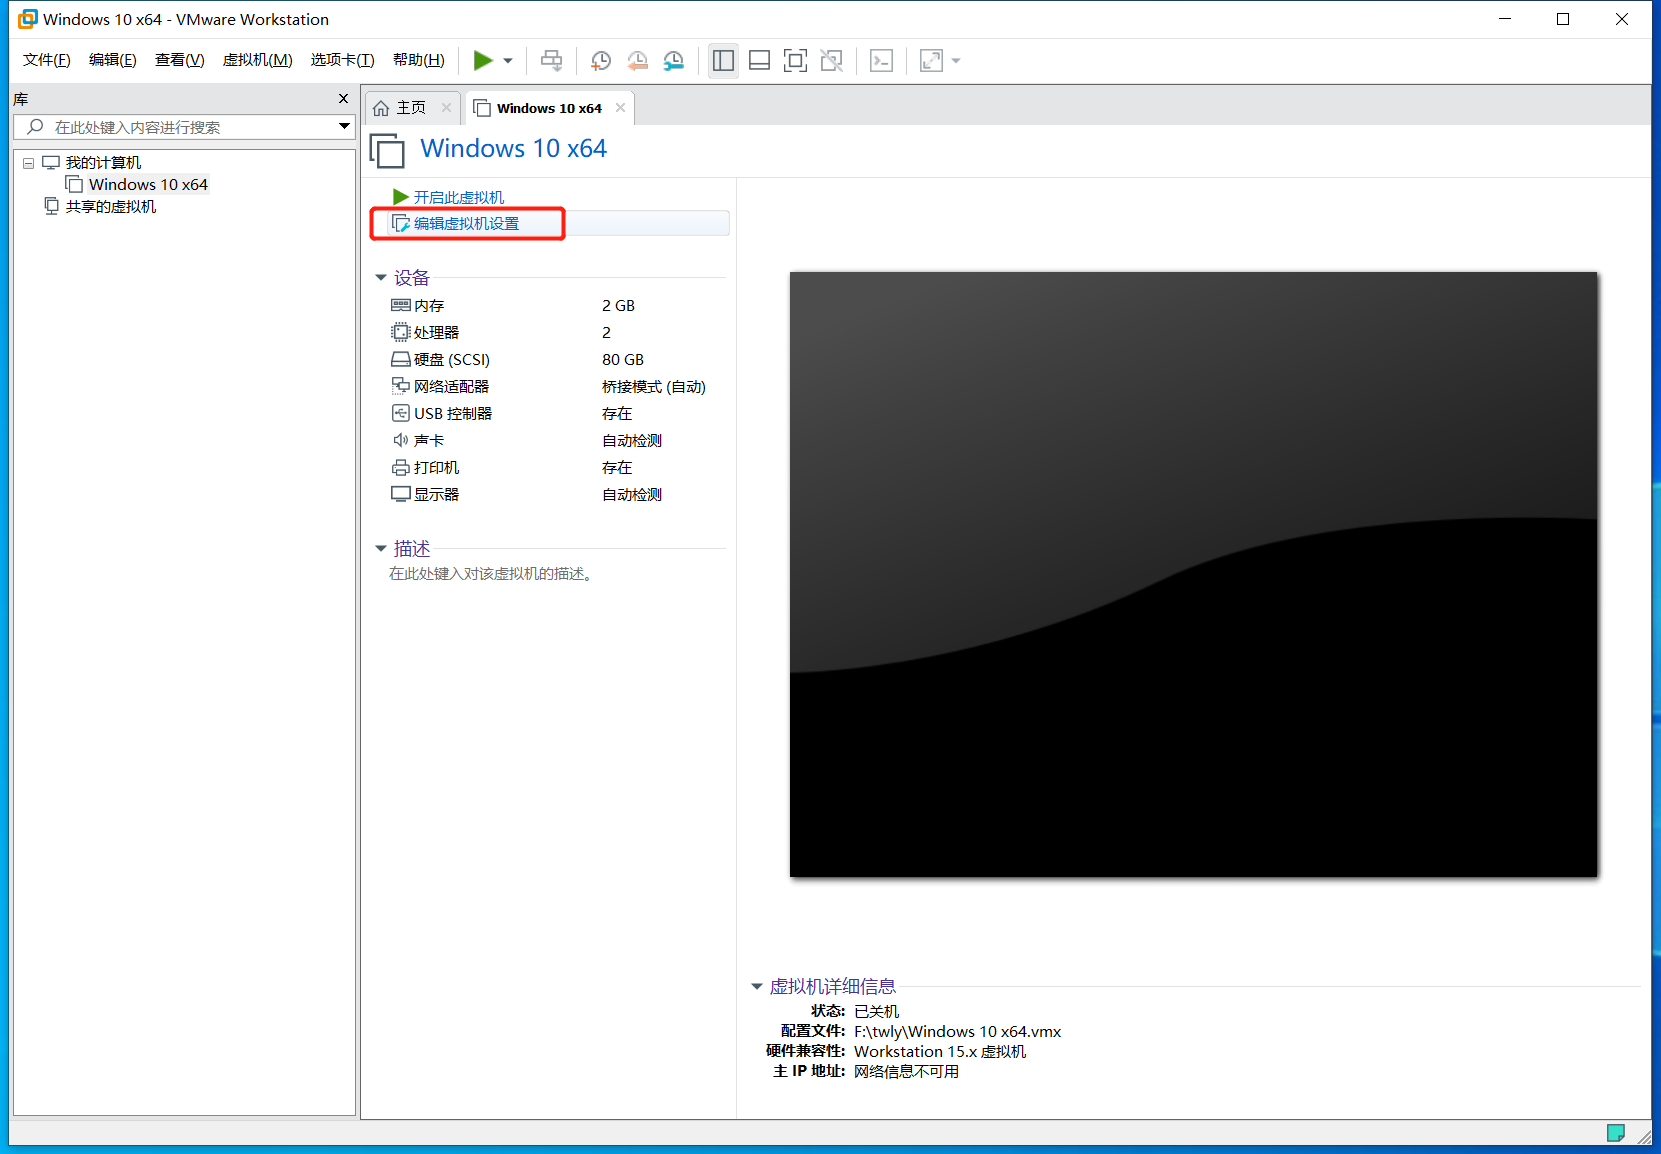 Windows 10 x64 - VMware Workstation
文件(F) 编辑(E) 查看(V) 虚拟机(M) 选项卡(T) 帮助(H)
库
在此处键入内容进行搜索
我的计算机
Windows 10 x64
共享的虚拟机
主页 Windows 10 x64
Windows 10 x64
开启此虚拟机
编辑虚拟机设置
设备
内存 2 GB
处理器 2
硬盘 (SCSI) 80 GB
网络适配器 桥接模式 (自动)
USB 控制器 存在
声卡 自动检测
打印机 存在
显示器 自动检测
描述
在此处键入对该虚拟机的描述。
虚拟机详细信息
状态: 已关机
配置文件: F:\twly\Windows 10 x64.vmx
硬件兼容性: Workstation 15.x 虚拟机
主 IP 地址: 网络信息不可用